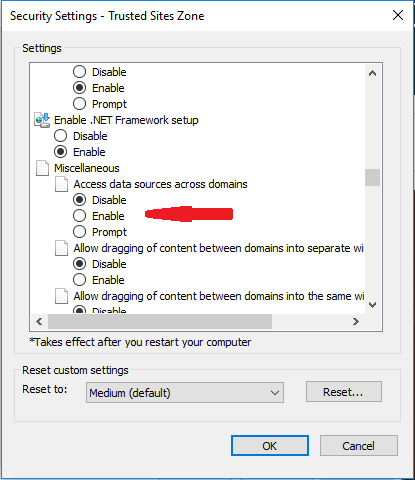 Security Settings - Trusted Sites Zone
Settings
Disable
Enable
Prompt
Enable .NET Framework setup
Disable
Enable
Miscellaneous
Access data sources across domains
Disable
Enable
Prompt
Allow dragging of content between domains into separate wi
Disable
Enable
Allow dragging of content between domains into the same wi
Disable
*Takes effect after you restart your computer
Reset custom settings
Reset to: Medium (default) Reset...
OK Cancel